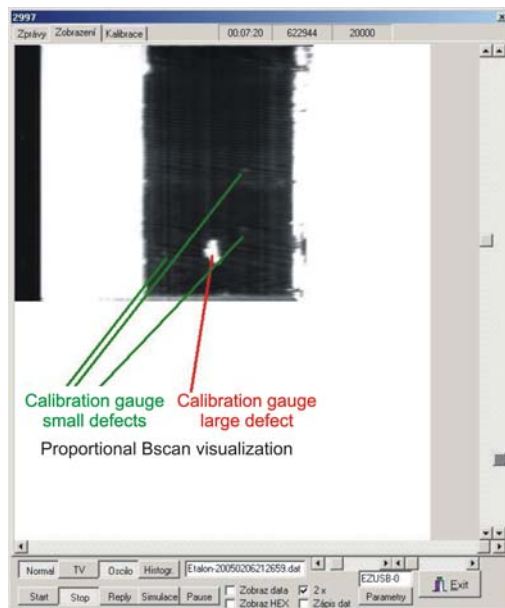 2997
Zprávy Zobrazení Kalibrace 00:07:20 622944 20000
Calibration gauge
small defects
Calibration gauge
large defect
Proportional Bscan visualization
Normal TV Oscilo Histogr. Etalon-20050206212659.dat
EZUSB-0
Start Stop Reply Simulace Pause Zobraz data 2 x Parametry Exit
Zobraz HEX Zápis dat